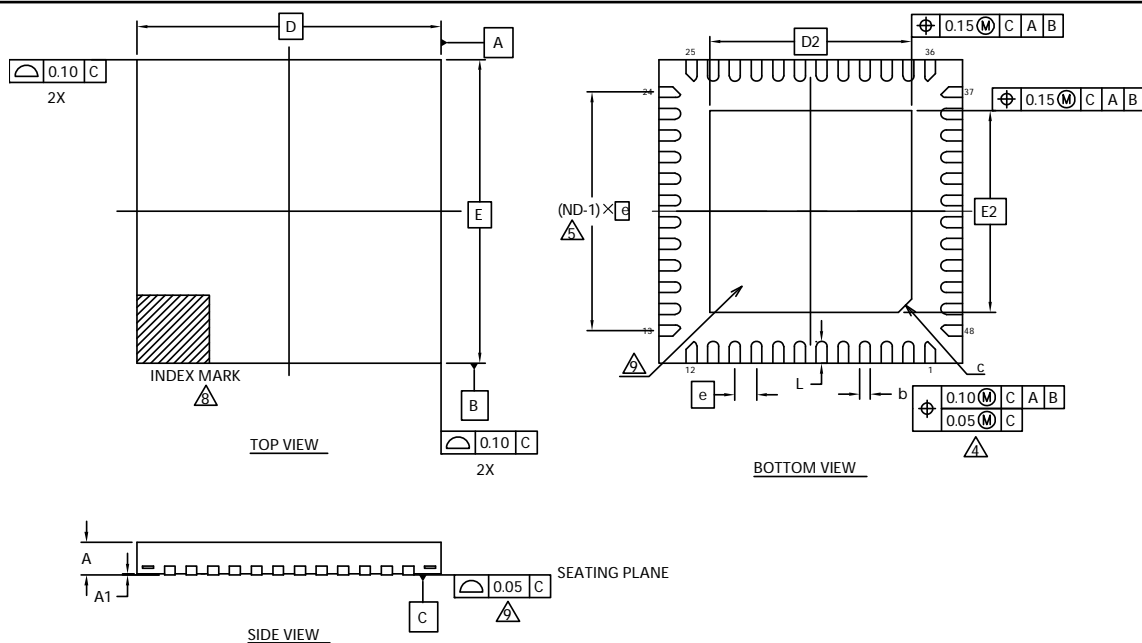 D
A
⌓ 0.10 C
2X
E
INDEX MARK
8
B
TOP VIEW
⌓ 0.10 C
2X
D2
⌖ 0.15 Ⓜ C A B
25
36
24
37
⌖ 0.15 Ⓜ C A B
(ND-1) × e
5
E2
13
48
9
12
1
C
e
L
b
⌖ 0.10 Ⓜ C A B
0.05 Ⓜ C
4
BOTTOM VIEW
A
A1
C
⌓ 0.05 C
9
SEATING PLANE
SIDE VIEW